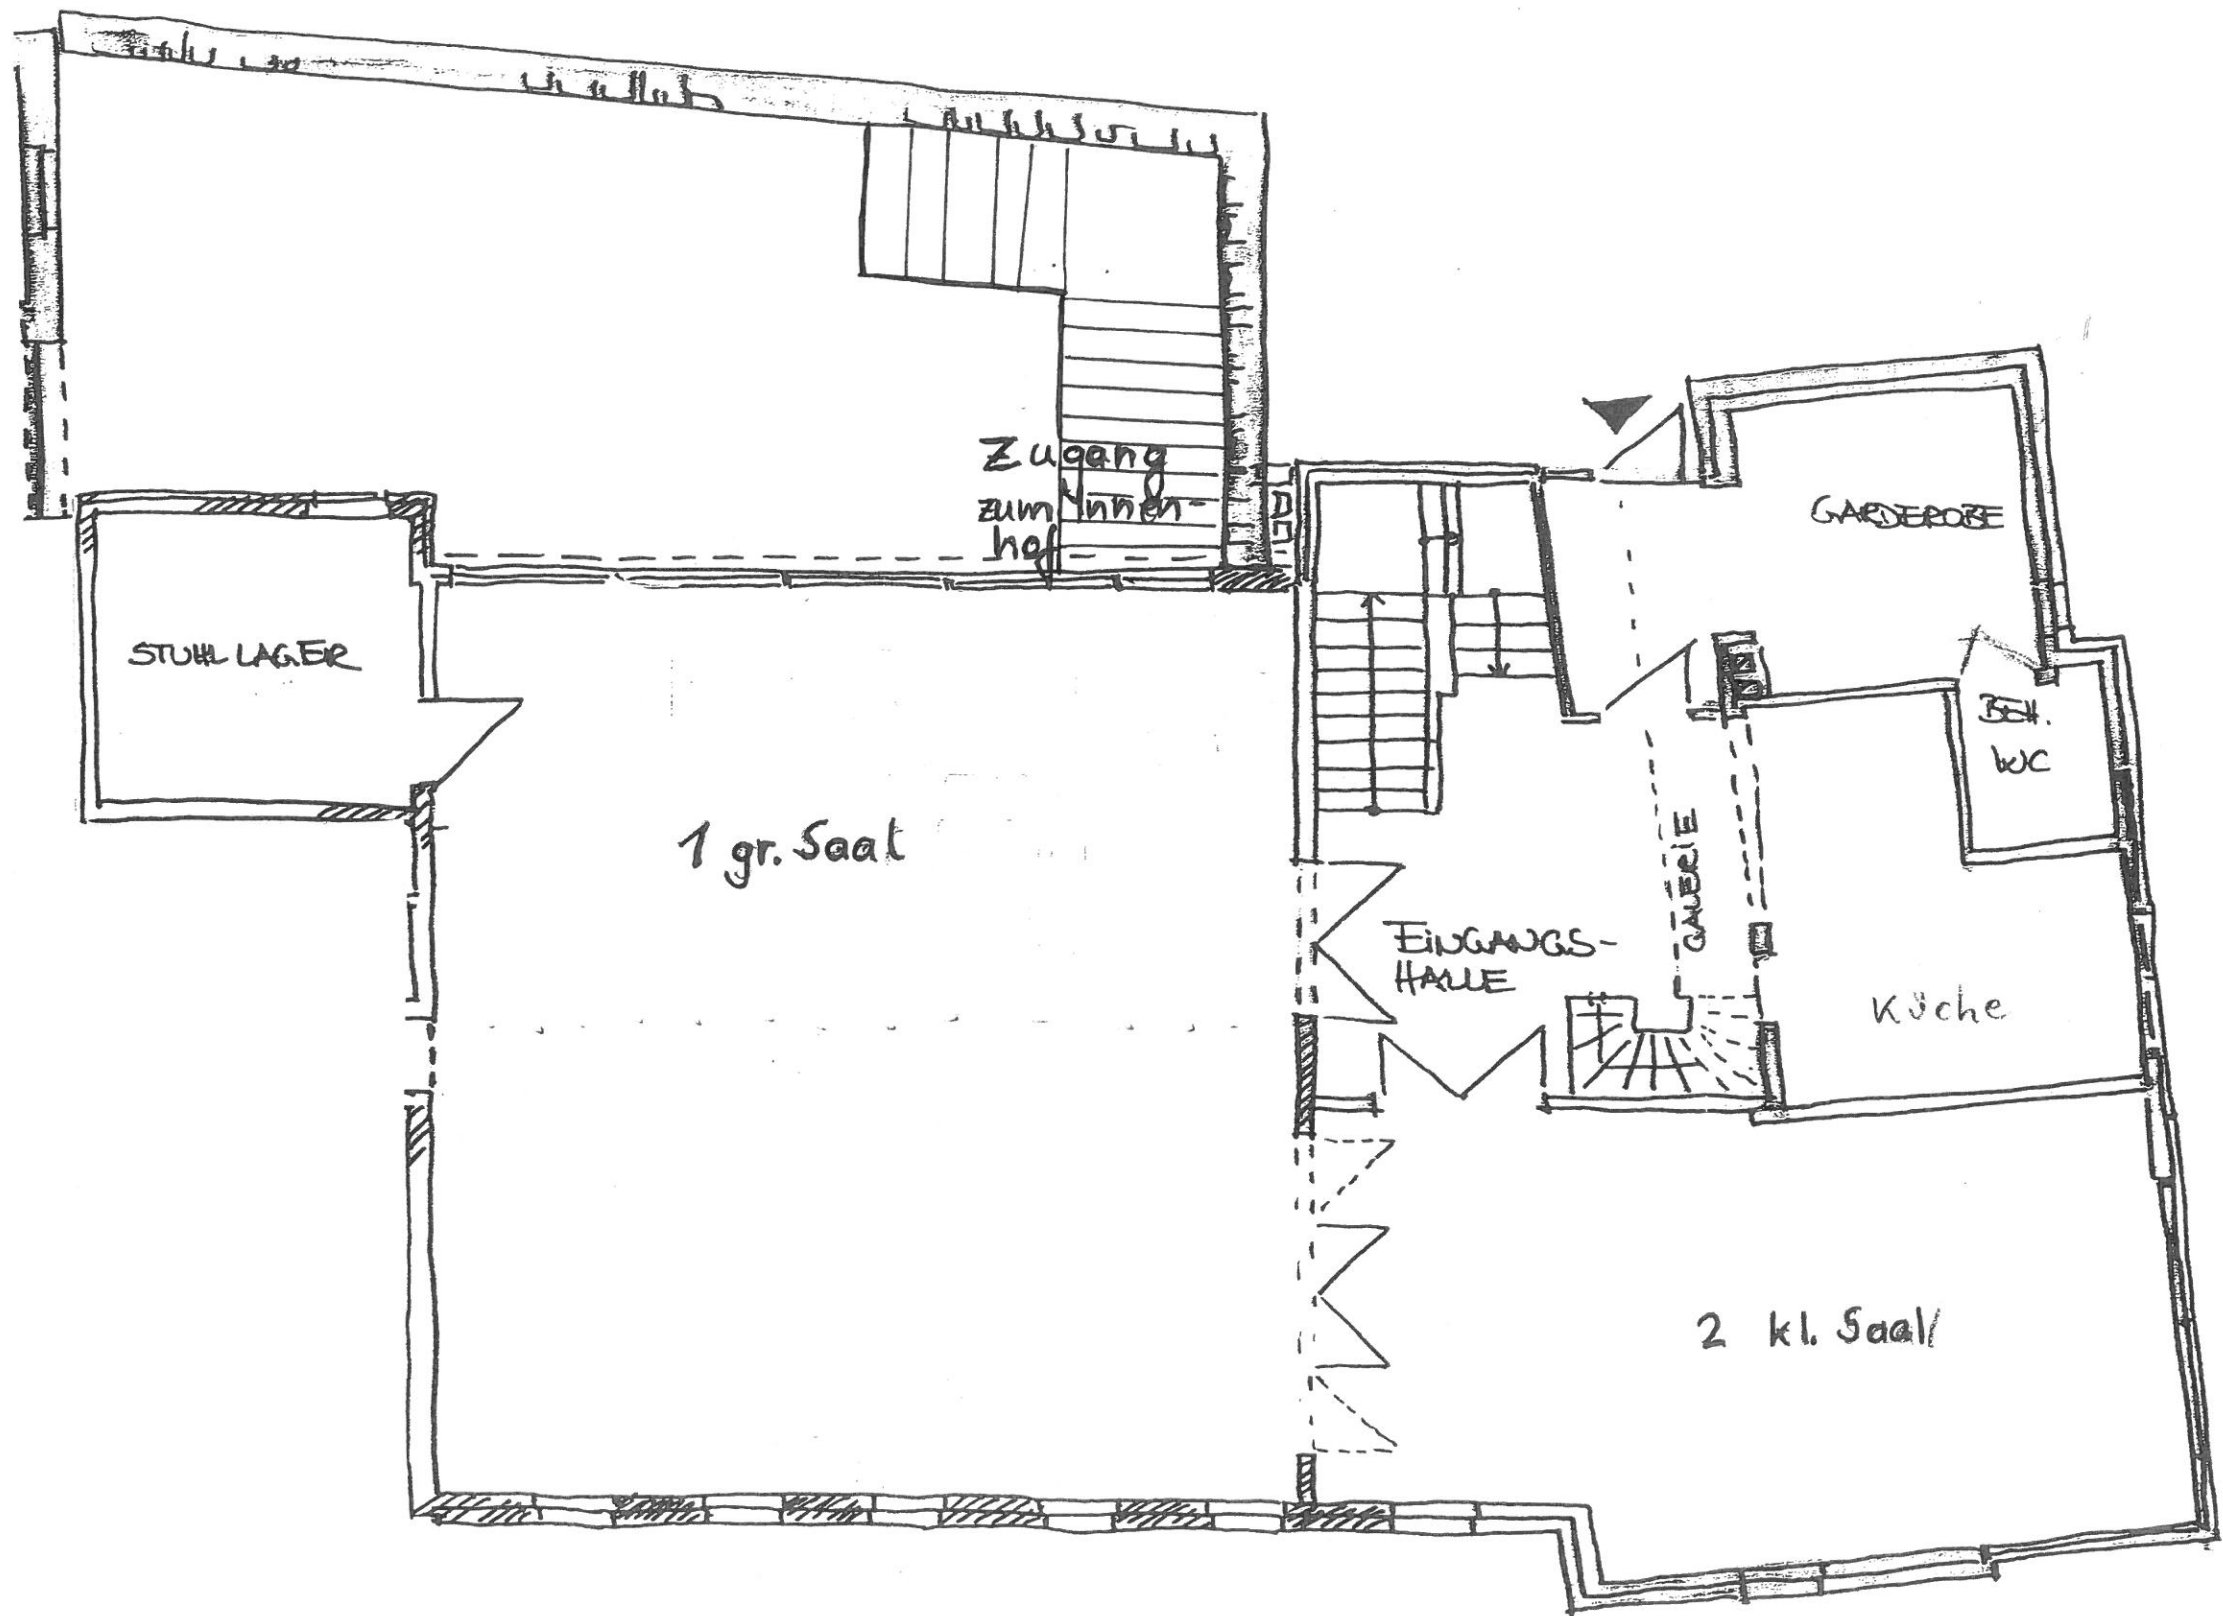 Zugang
zum Innen-
hof
GARDEROBE
STUHLLAGER
BEH.
WC
1 gr. Saal
GALERIE
EINGANGS-
HALLE
Küche
2 kl. Saal